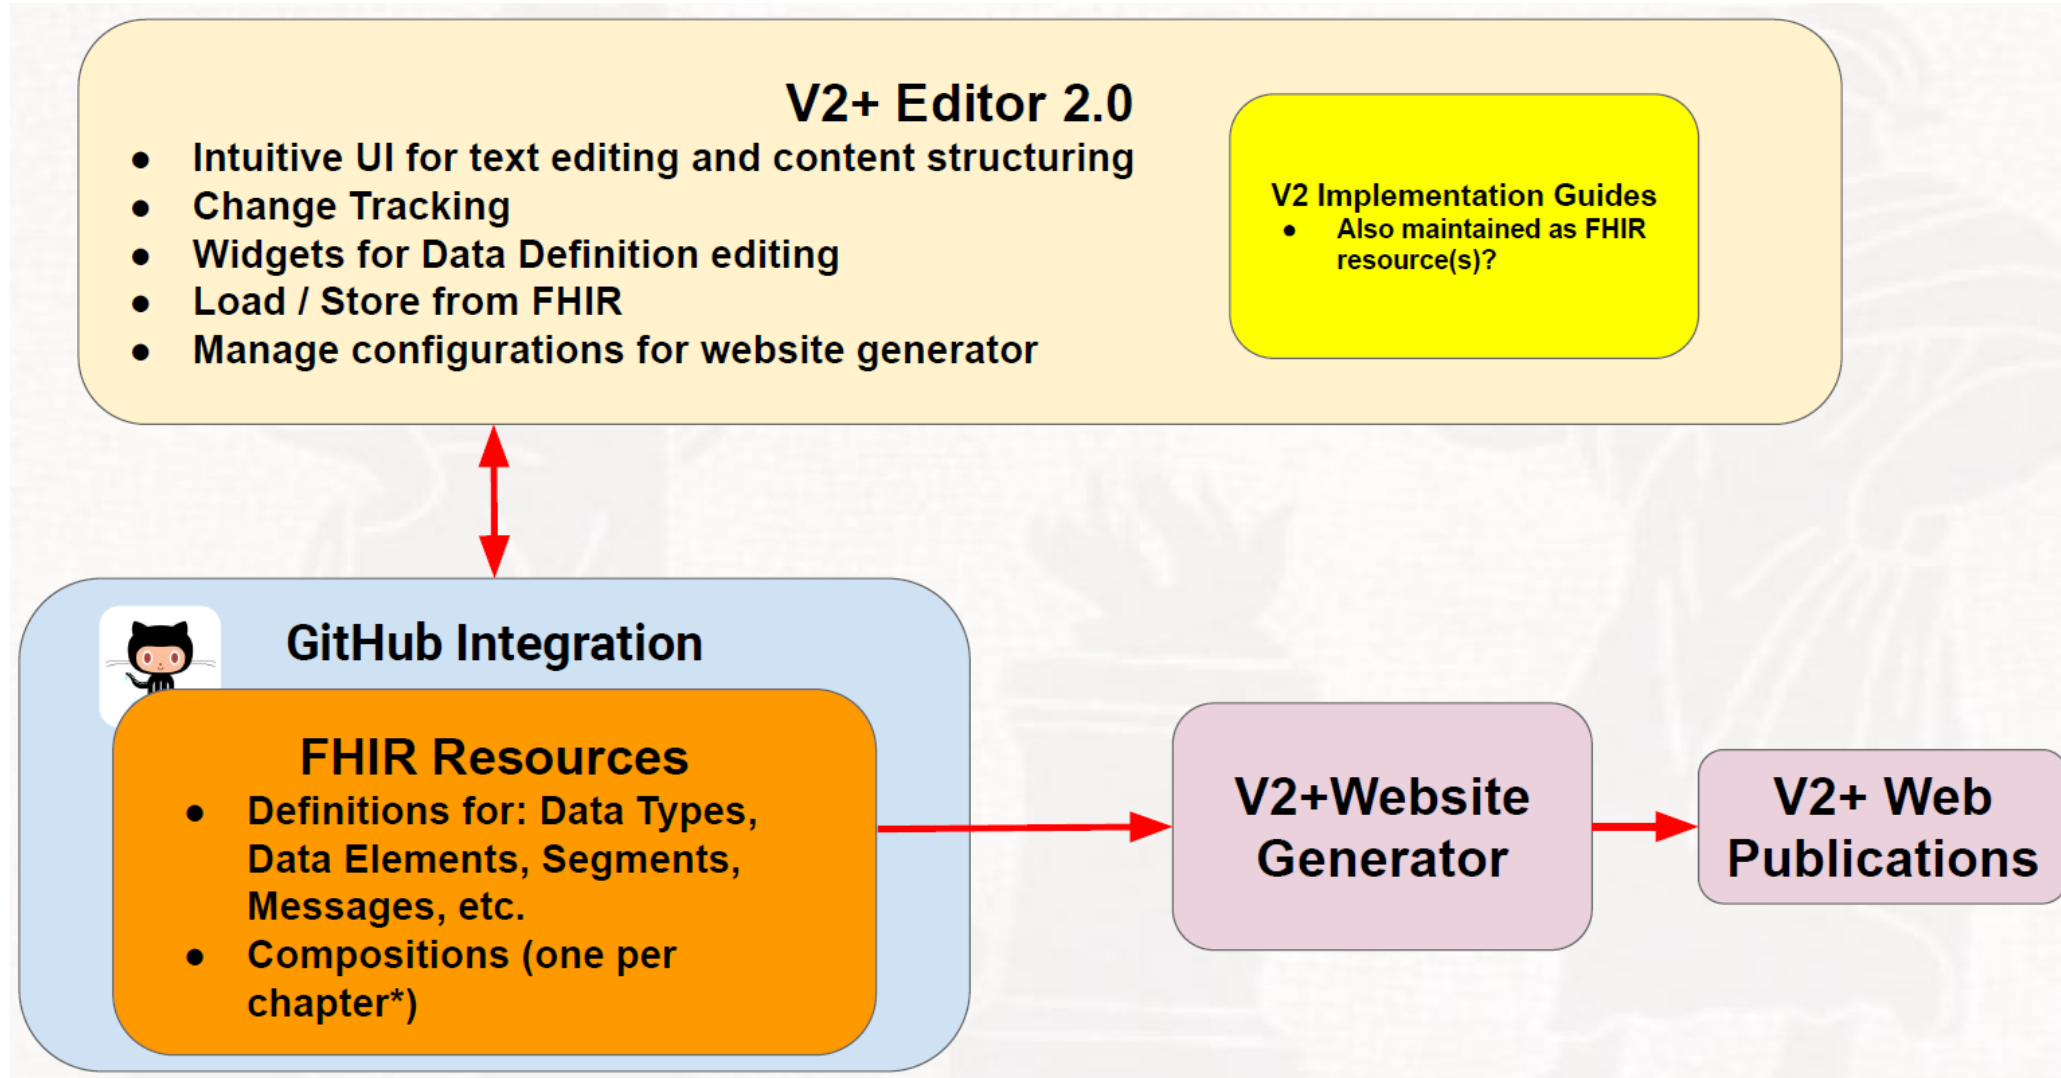 V2+ Editor 2.0
● Intuitive UI for text editing and content structuring
● Change Tracking
● Widgets for Data Definition editing
● Load / Store from FHIR
● Manage configurations for website generator
V2 Implementation Guides
● Also maintained as FHIR
resource(s)?
GitHub Integration
FHIR Resources
● Definitions for: Data Types,
Data Elements, Segments,
Messages, etc.
● Compositions (one per
chapter*)
V2+Website
Generator
V2+ Web
Publications